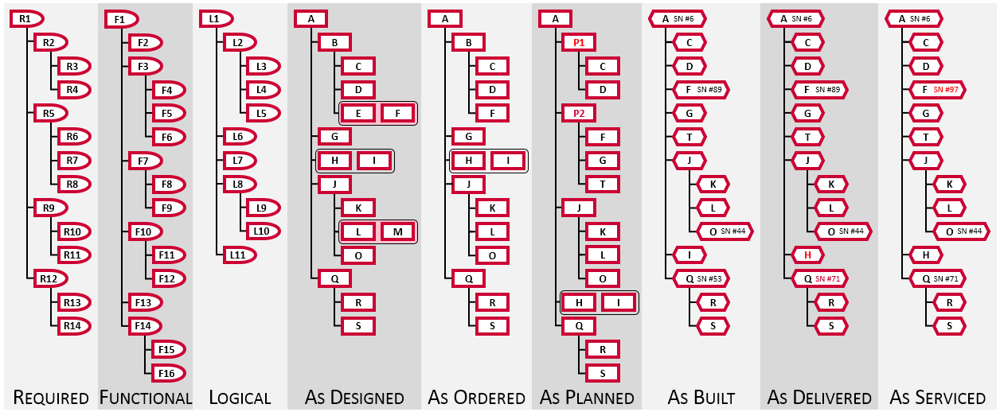 R1
R2
R3
R4
R5
R6
R7
R8
R9
R10
R11
R12
R13
R14
REQUIRED
F1
F2
F3
F4
F5
F6
F7
F8
F9
F10
F11
F12
F13
F14
F15
F16
FUNCTIONAL
L1
L2
L3
L4
L5
L6
L7
L8
L9
L10
L11
LOGICAL
A
B
C
D
E F
G
H I
J
K
L M
O
Q
R
S
AS DESIGNED
A
B
C
D
F
G
H I
J
K
L
O
Q
R
S
AS ORDERED
A
P1
C
D
P2
F
G
T
J
K
L
O
H I
Q
R
S
AS PLANNED
A SN #6
C
D
F SN #89
G
T
J
K
L
O SN #44
I
Q SN #53
R
S
AS BUILT
A SN #6
C
D
F SN #89
G
T
J
K
L
O SN #44
H
Q SN #71
R
S
AS DELIVERED
A SN #6
C
D
F SN #97
G
T
J
K
L
O SN #44
H
Q SN #71
R
S
AS SERVICED